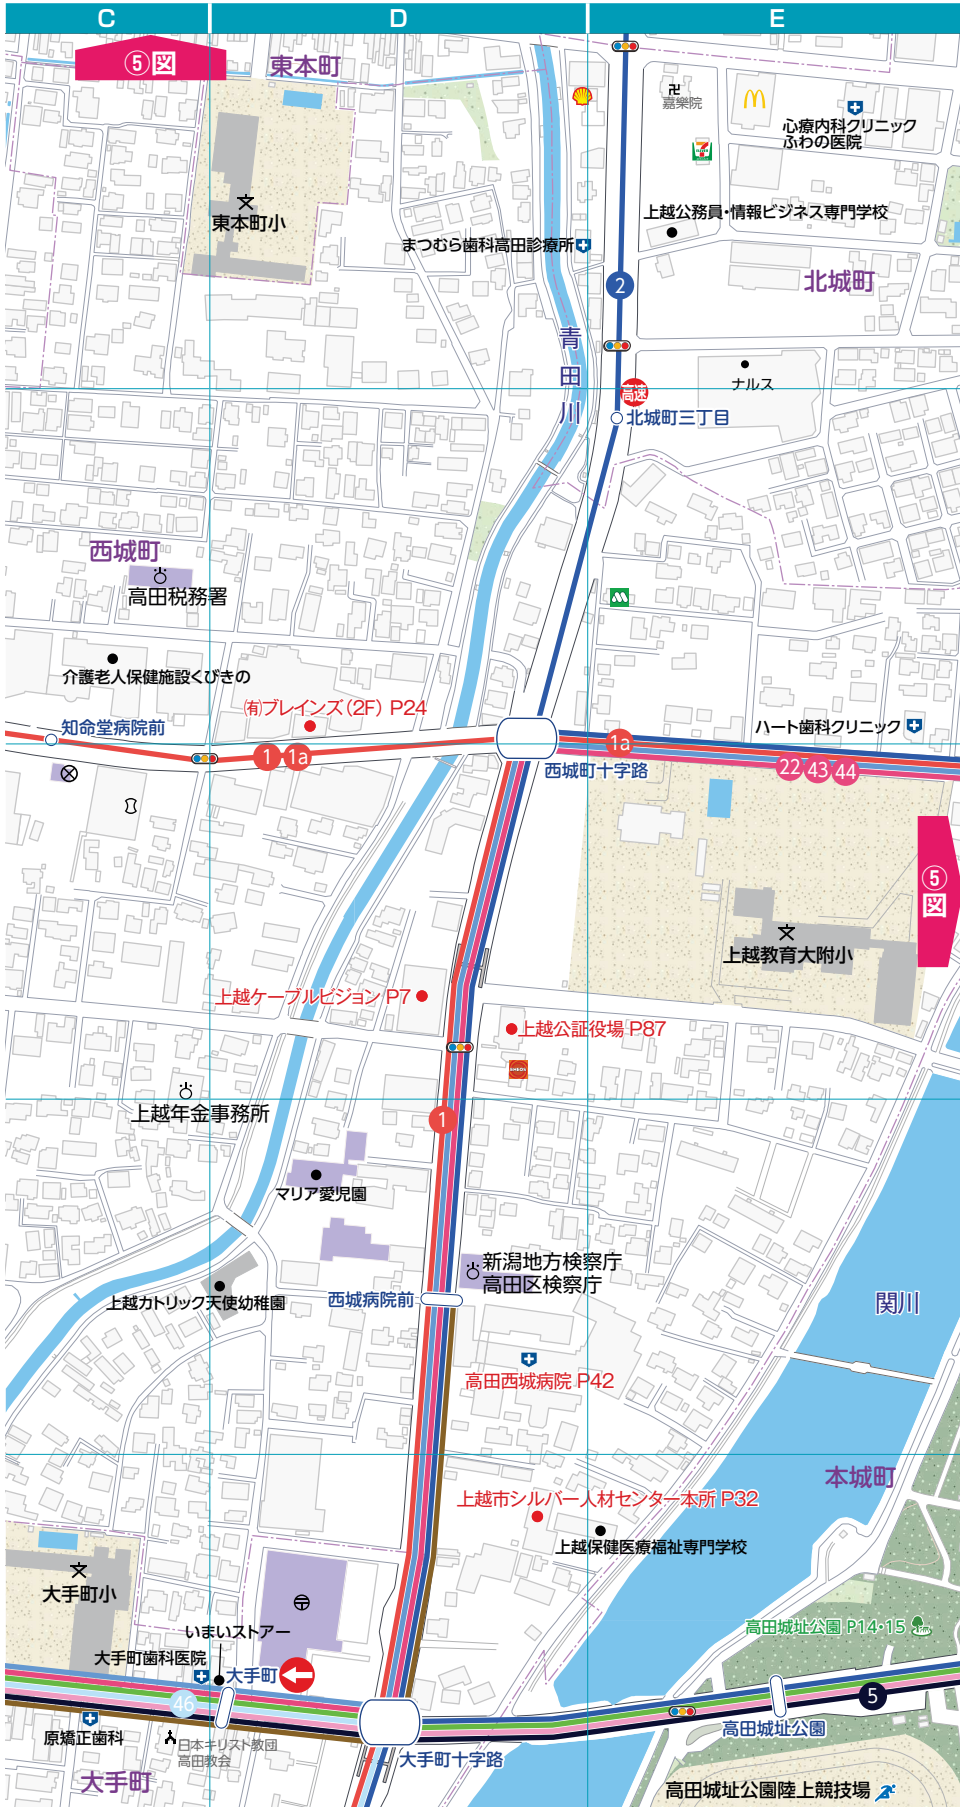 C
D
E
⑤図
東本町
卍
嘉樂院
心療内科クリニック
ふわの医院
東本町小
上越公務員・情報ビジネス専門学校
まつむら歯科高田診療所
2
北城町
青田川
ナルス
高速
北城町三丁目
西城町
高田税務署
介護老人保健施設くびきの
(有)ブレインズ(2F) P24
知命堂病院前
ハート歯科クリニック
1
1a
1a
西城町十字路
22
43
44
⑤図
上越教育大附小
上越ケーブルビジョン P7
上越公証役場 P87
上越年金事務所
1
マリア愛児園
新潟地方検察庁
高田区検察庁
上越カトリック天使幼稚園
西城病院前
関川
高田西城病院 P42
本城町
上越市シルバー人材センター本所 P32
上越保健医療福祉専門学校
大手町小
いまいストアー
高田城址公園 P14・15
大手町歯科医院
大手町
46
5
原矯正歯科
日本キリスト教団
高田教会
高田城址公園
大手町十字路
大手町
高田城址公園陸上競技場